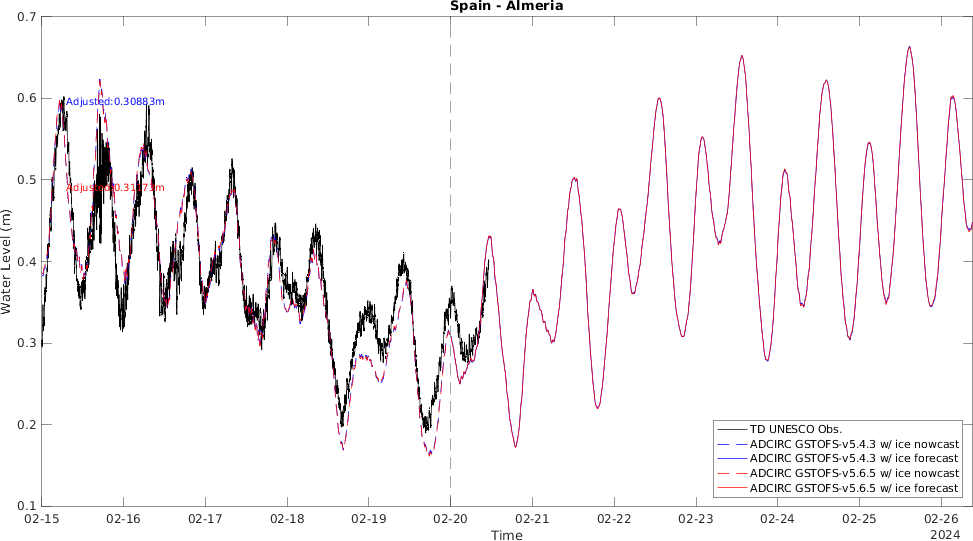 Spain - Almeria
0.7
0.6
0.5
0.4
0.3
0.2
0.1
Water Level (m)
Adjusted:0.30883m
02-15
02-16
02-17
02-18
02-19
02-20
02-21
02-22
02-23
02-24
02-25
02-26
2024
Time
TD UNESCO Obs.
ADCIRC GSTOFS-v5.4.3 w/ ice nowcast
ADCIRC GSTOFS-v5.4.3 w/ ice forecast
ADCIRC GSTOFS-v5.6.5 w/ ice nowcast
ADCIRC GSTOFS-v5.6.5 w/ ice forecast